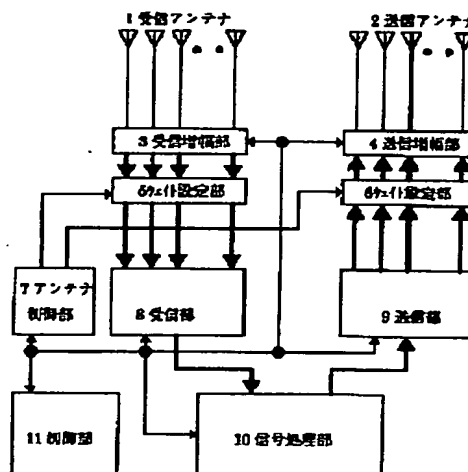 1 受信アンテナ
2 送信アンテナ
3 受信増幅部
4 送信増幅部
5ウェイト設定部
6ウェイト設定部
7 アンテナ
制御部
8 受信部
9 送信部
11 制御部
10 信号処理部